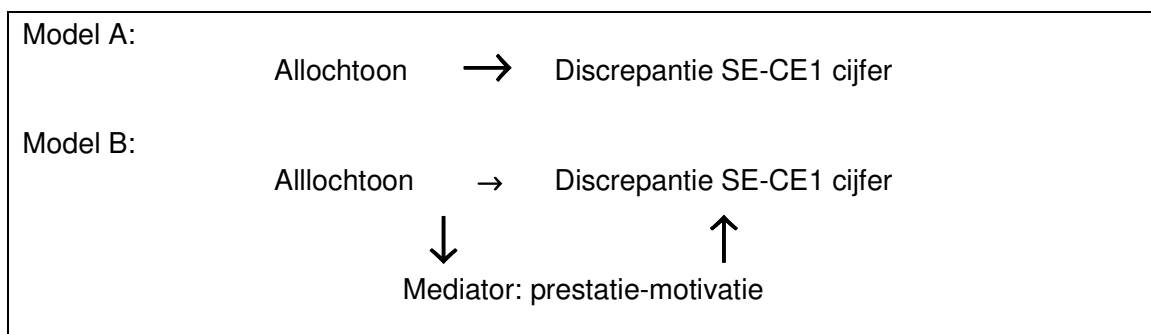 Model A:
Allochtoon → Discrepantie SE-CE1 cijfer
Model B:
Alllochtoon → Discrepantie SE-CE1 cijfer
↓ ↑
Mediator: prestatie-motivatie